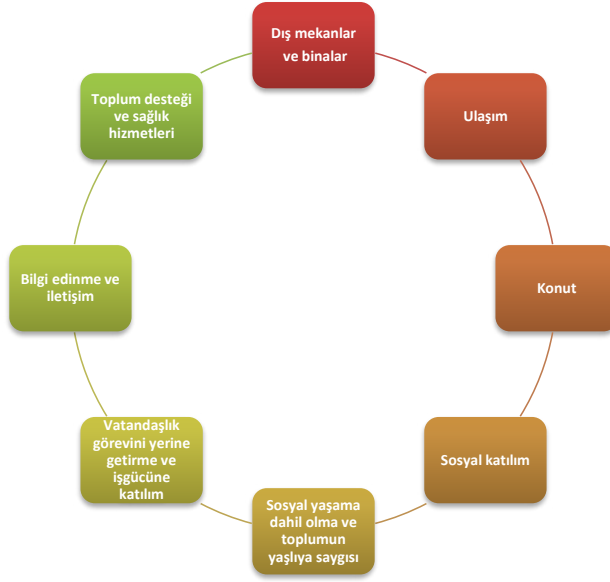 Dış mekanlar
ve binalar
Ulaşım
Konut
Sosyal katılım
Sosyal yaşama
dahil olma ve
toplumun
yaşlıya saygısı
Vatandaşlık
görevini yerine
getirme ve
işgücüne
katılım
Bilgi edinme ve
iletişim
Toplum desteği
ve sağlık
hizmetleri